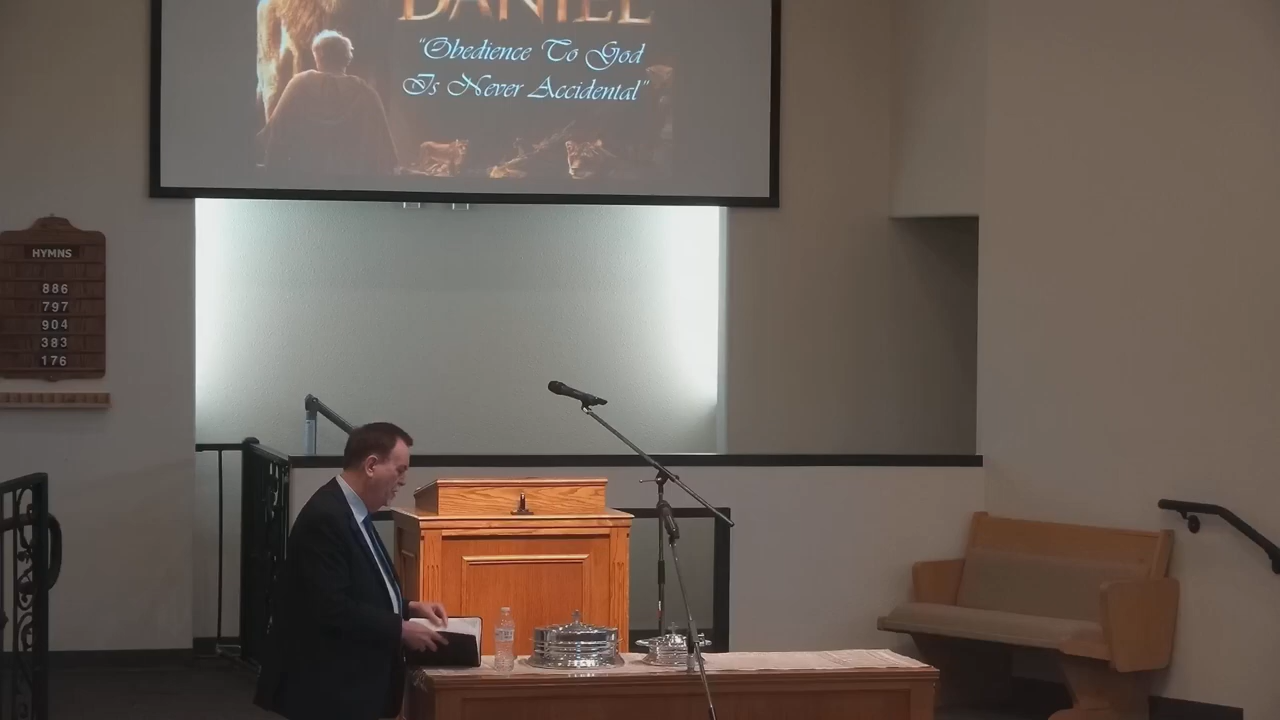 DANIEL
"Obedience To God
Is Never Accidental"
HYMNS
886
797
904
383
176